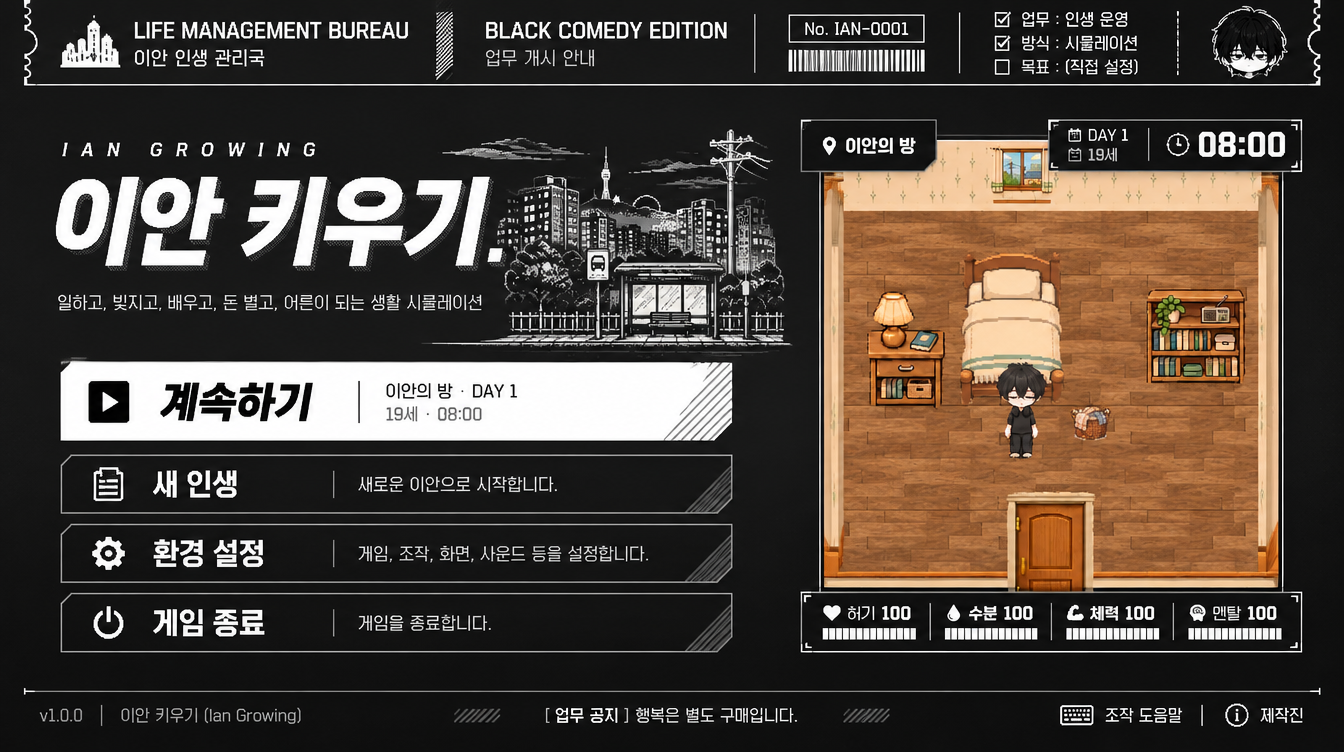 LIFE MANAGEMENT BUREAU
이안 인생 관리국
BLACK COMEDY EDITION
업무 개시 안내
No. IAN-0001
업무 : 인생 운영
방식 : 시뮬레이션
목표 : (직접 설정)
IAN GROWING
이안 키우기.
일하고, 빚지고, 배우고, 돈 벌고, 어른이 되는 생활 시뮬레이션
계속하기
이안의 방 · DAY 1
19세 · 08:00
새 인생
새로운 이안으로 시작합니다.
환경 설정
게임, 조작, 화면, 사운드 등을 설정합니다.
게임 종료
게임을 종료합니다.
이안의 방
DAY 1
19세
08:00
허기 100
수분 100
체력 100
맨탈 100
v1.0.0
이안 키우기 (Ian Growing)
[ 업무 공지 ] 행복은 별도 구매입니다.
조작 도움말
제작진